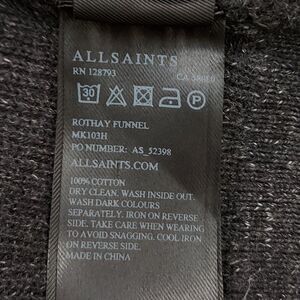 ALLSAINTS
RN 128793
30
P
ROTHAY FUNNEL
MK103H
PO NUMBER: AS_52398
ALLSAINTS.COM
100% COTTON
DRY CLEAN. WASH INSIDE OUT.
WASH DARK COLOURS
SEPARATELY. IRON ON REVERSE
SIDE. TAKE CARE WHEN WEARING
TO AVOID SNAGGING. COOL IRON
ON REVERSE SIDE.
MADE IN CHINA